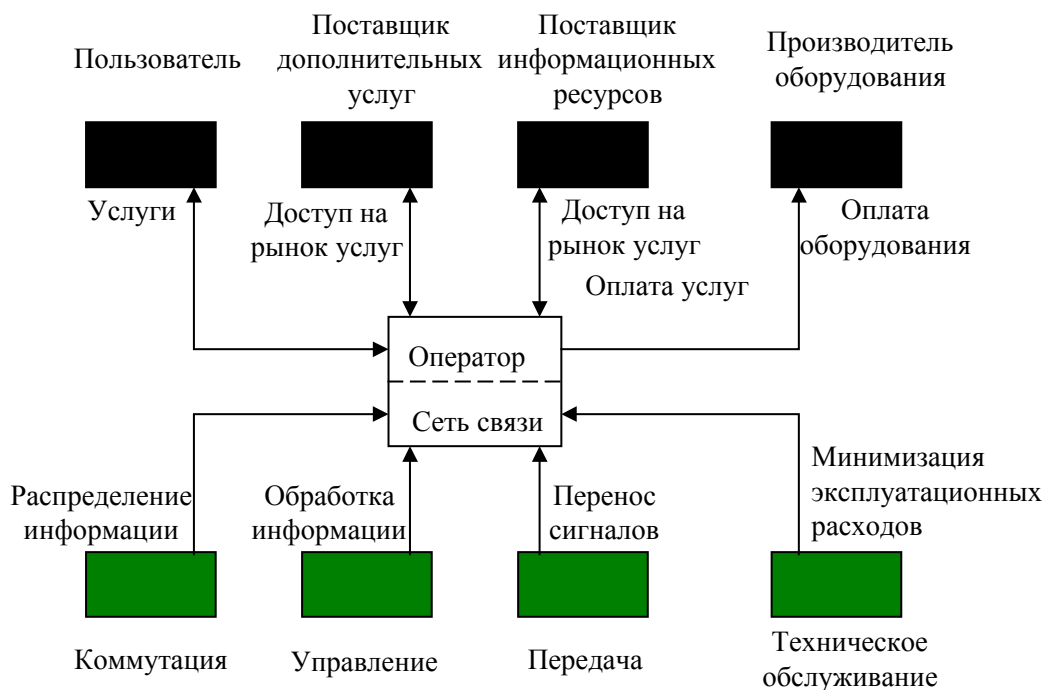 Пользователь
Поставщик
дополнительных
услуг
Поставщик
информационных
ресурсов
Производитель
оборудования
Услуги
Доступ на
рынок услуг
Доступ на
рынок услуг
Оплата
оборудования
Оплата услуг
Оператор
Сеть связи
Распределение
информации
Обработка
информации
Перенос
сигналов
Минимизация
эксплуатационных
расходов
Коммутация
Управление
Передача
Техническое
обслуживание